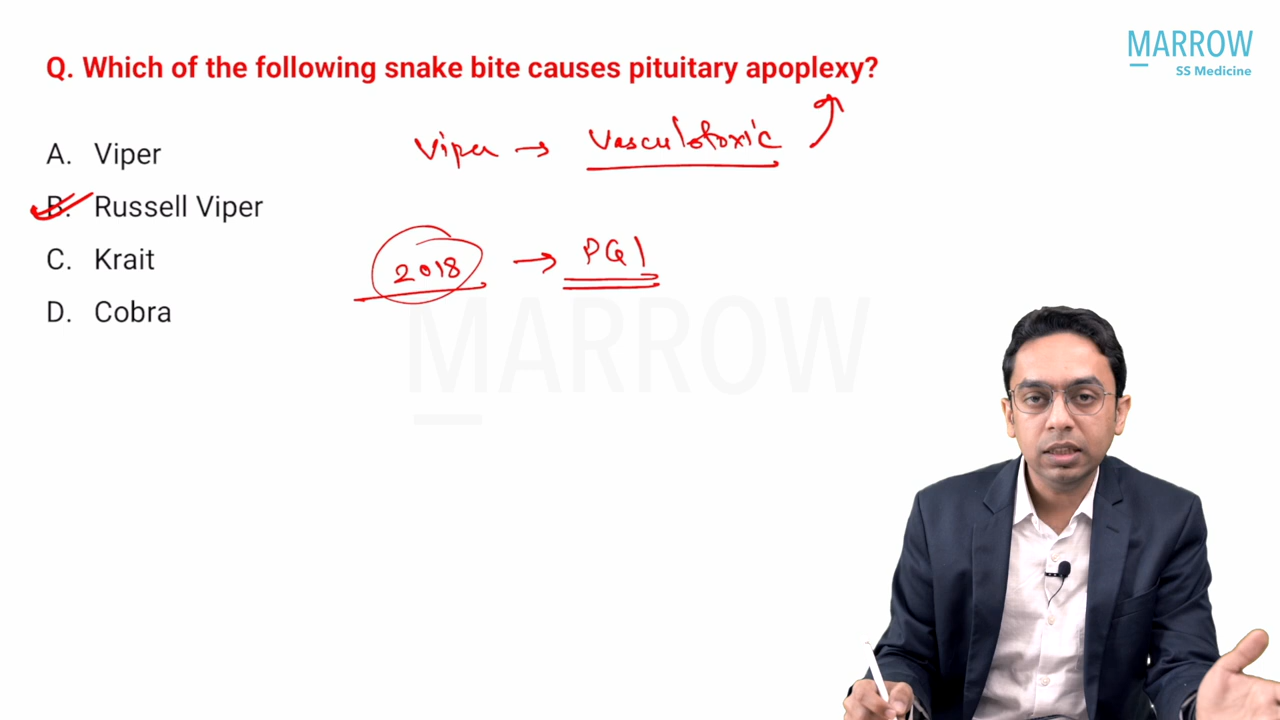 MARROW
SS Medicine
Q. Which of the following snake bite causes pituitary apoplexy?
Viper → Vasculotoxic
A. Viper
B. Russell Viper
2018 → PGI
C. Krait
D. Cobra
MARROW